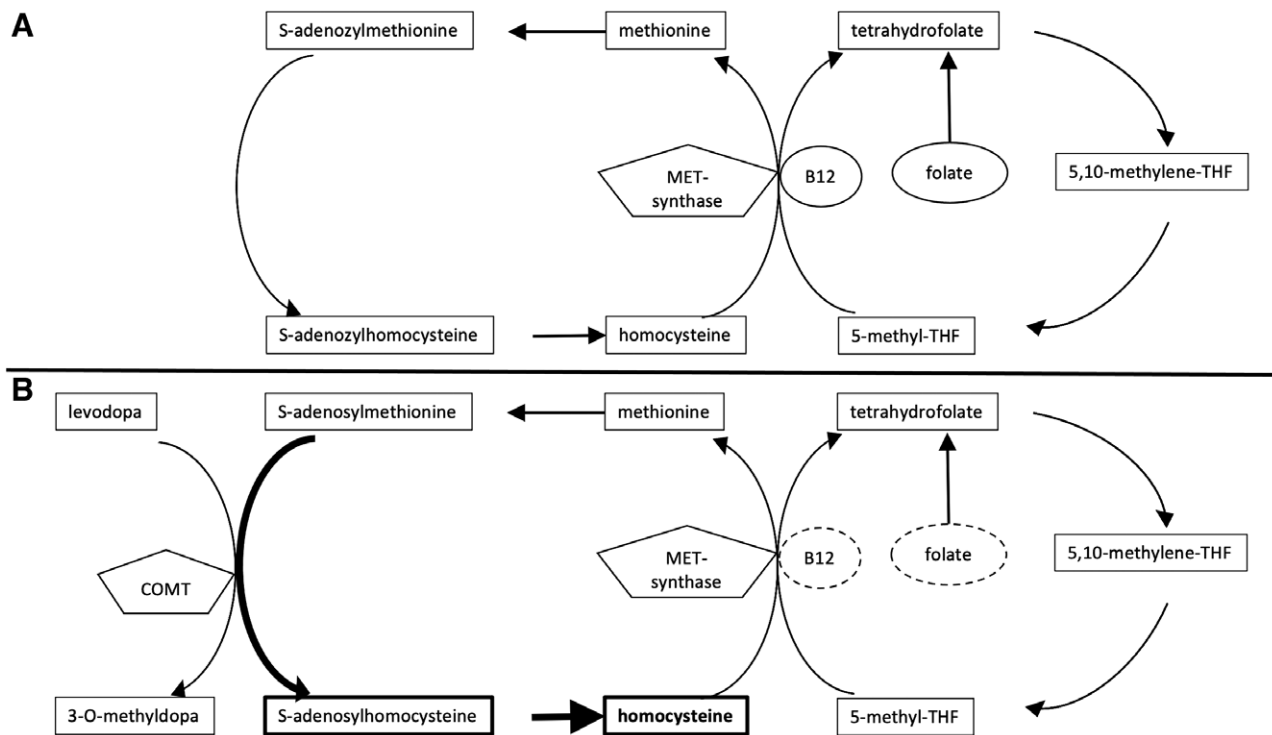 A
S-adenozylmethionine
methionine
tetrahydrofolate
MET-
synthase
B12
folate
5,10-methylene-THF
S-adenozylhomocysteine
homocysteine
5-methyl-THF
B
levodopa
S-adenosylmethionine
methionine
tetrahydrofolate
COMT
MET-
synthase
B12
folate
5,10-methylene-THF
3-O-methyldopa
S-adenosylhomocysteine
homocysteine
5-methyl-THF